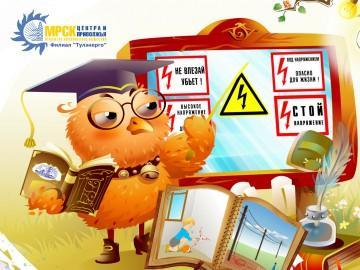 МРСК ЦЕНТРА И
ПРИВОЛЖЬЯ
Филиал "Тулэнерго"
НЕ ВЛЕЗАЙ
УБЬЕТ !
ПОД НАПРЯЖЕНИЕМ
ОПАСНО
ДЛЯ ЖИЗНИ !
ВЫСОКОЕ
НАПРЯЖЕНИЕ
СТОЙ
НАПРЯЖЕНИЕ